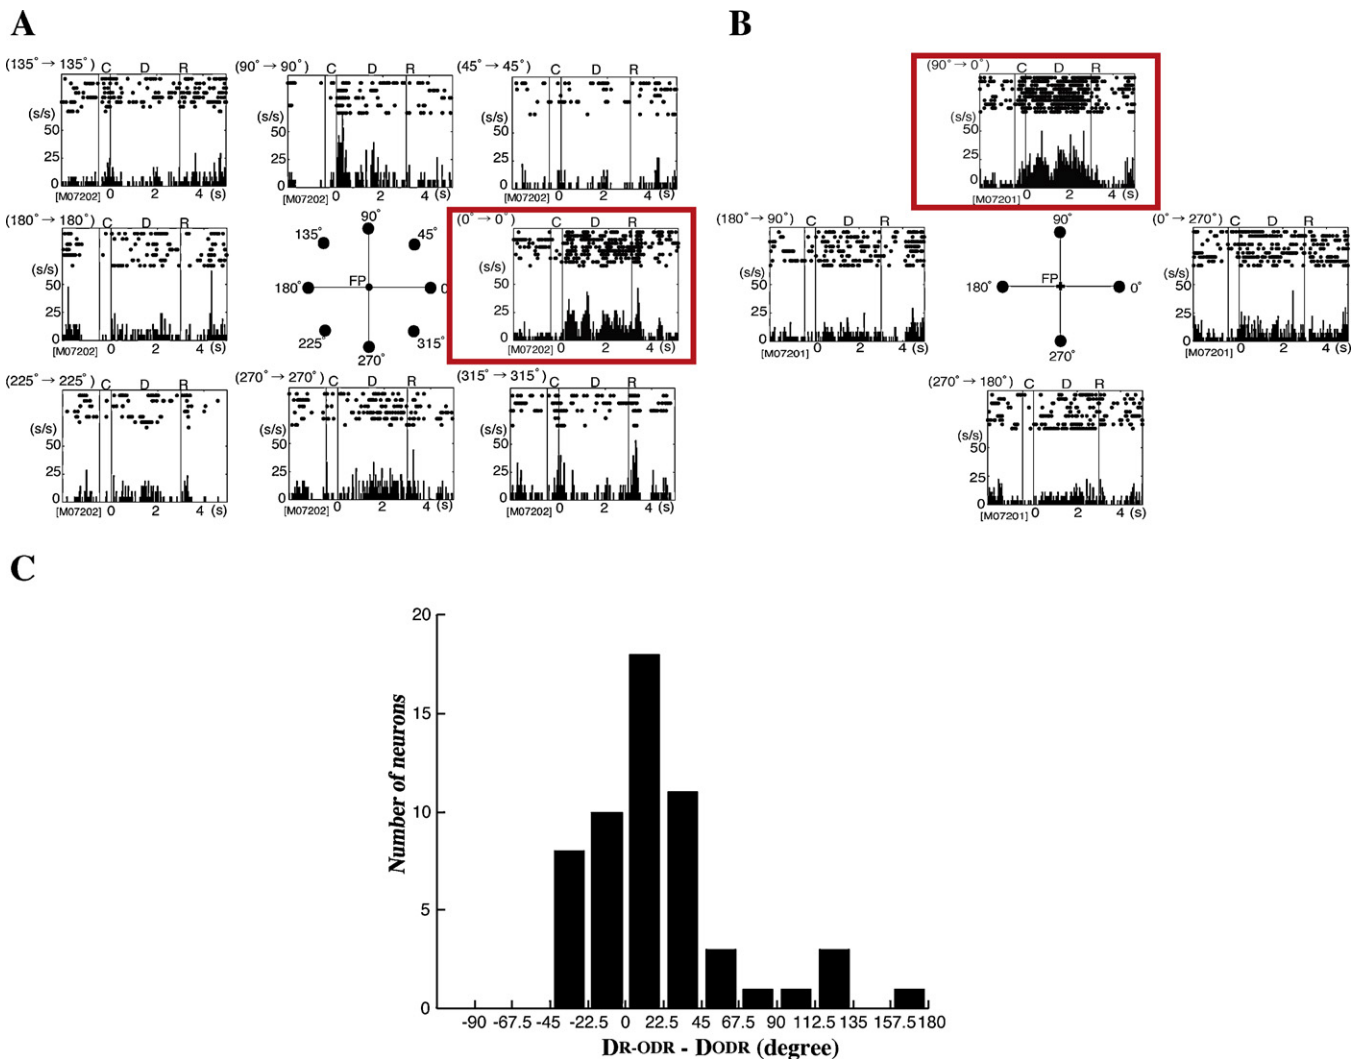 A
B
(135° → 135°) C D R
(90° → 90°) C D R
(45° → 45°) C D R
(90° → 0°) C D R
(s/s) 50 25 0
[M07202] 0 2 4 (s)
(s/s) 50 25 0
[M07202] 0 2 4 (s)
(s/s) 50 25 0
[M07202] 0 2 4 (s)
(s/s) 50 25 0
[M07201] 0 2 4 (s)
(180° → 180°) C D R
(s/s) 50 25 0
[M07202] 0 2 4 (s)
90°
135° 45°
180° FP 0°
225° 315°
270°
(0° → 0°) C D R
(s/s) 50 25 0
[M07202] 0 2 4 (s)
(180° → 90°) C D R
(s/s) 50 25 0
[M07201] 0 2 4 (s)
90°
180° FP 0°
270°
(0° → 270°) C D R
(s/s) 50 25 0
[M07201] 0 2 4 (s)
(225° → 225°) C D R
(s/s) 50 25 0
[M07202] 0 2 4 (s)
(270° → 270°) C D R
(s/s) 50 25 0
[M07202] 0 2 4 (s)
(315° → 315°) C D R
(s/s) 50 25 0
[M07202] 0 2 4 (s)
(270° → 180°) C D R
(s/s) 50 25 0
[M07201] 0 2 4 (s)
C
20
15
10
5
0
Number of neurons
-90 -67.5 -45 -22.5 0 22.5 45 67.5 90 112.5 135 157.5 180
DR-ODR - DODR (degree)